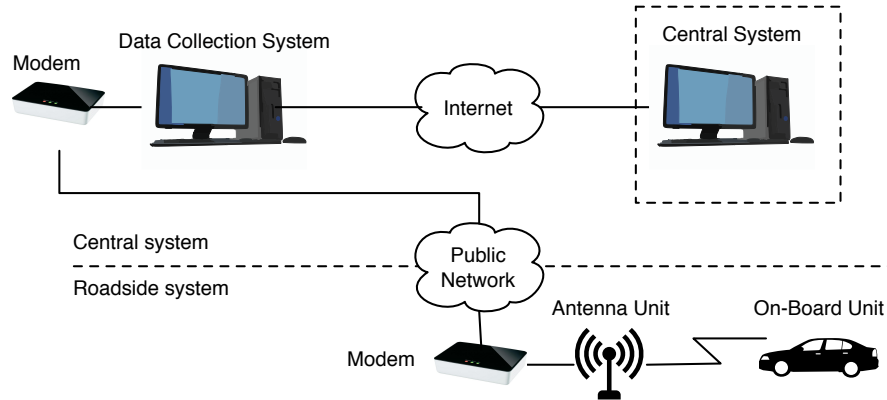 Data Collection System
Central System
Modem
Internet
Central system
Public
Network
Roadside system
Antenna Unit
On-Board Unit
Modem